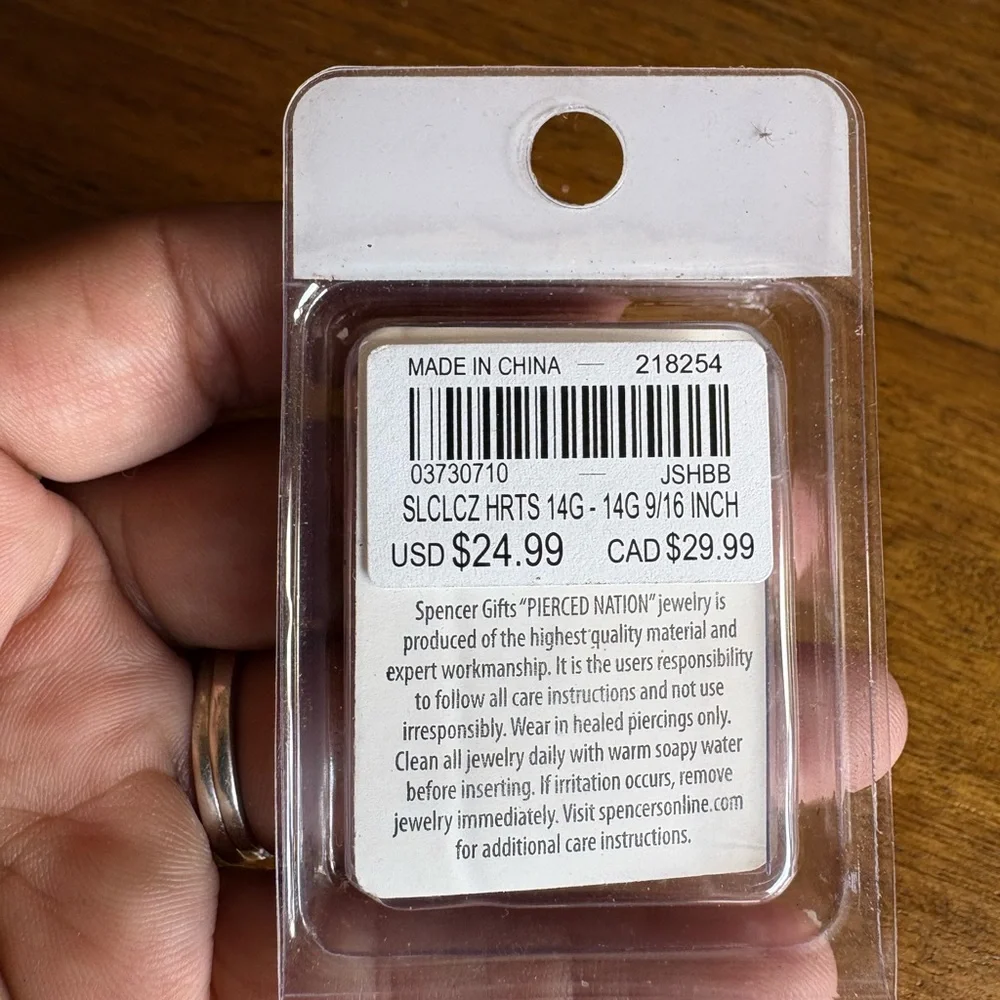 MADE IN CHINA — 218254
03730710 — JSHBB
SLCLCZ HRTS 14G - 14G 9/16 INCH
USD $24.99 CAD $29.99
Spencer Gifts “PIERCED NATION” jewelry is
produced of the highest quality material and
expert workmanship. It is the users responsibility
to follow all care instructions and not use
irresponsibly. Wear in healed piercings only.
Clean all jewelry daily with warm soapy water
before inserting. If irritation occurs, remove
jewelry immediately. Visit spencersonline.com
for additional care instructions.